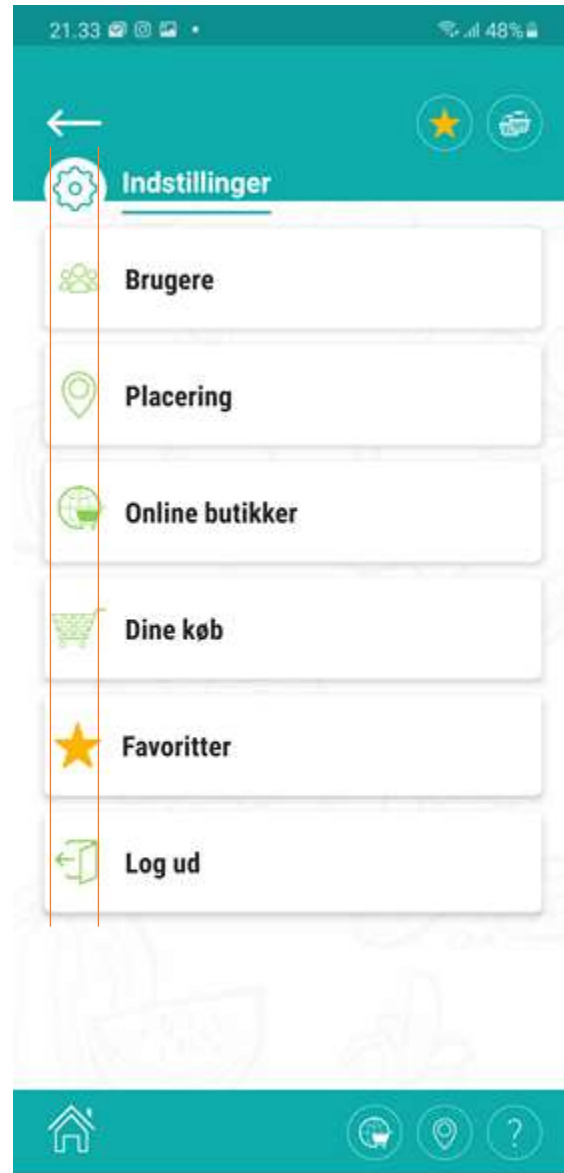 21.33
48%
Indstillinger
Brugere
Placering
Online butikker
Dine køb
Favoritter
Log ud
?